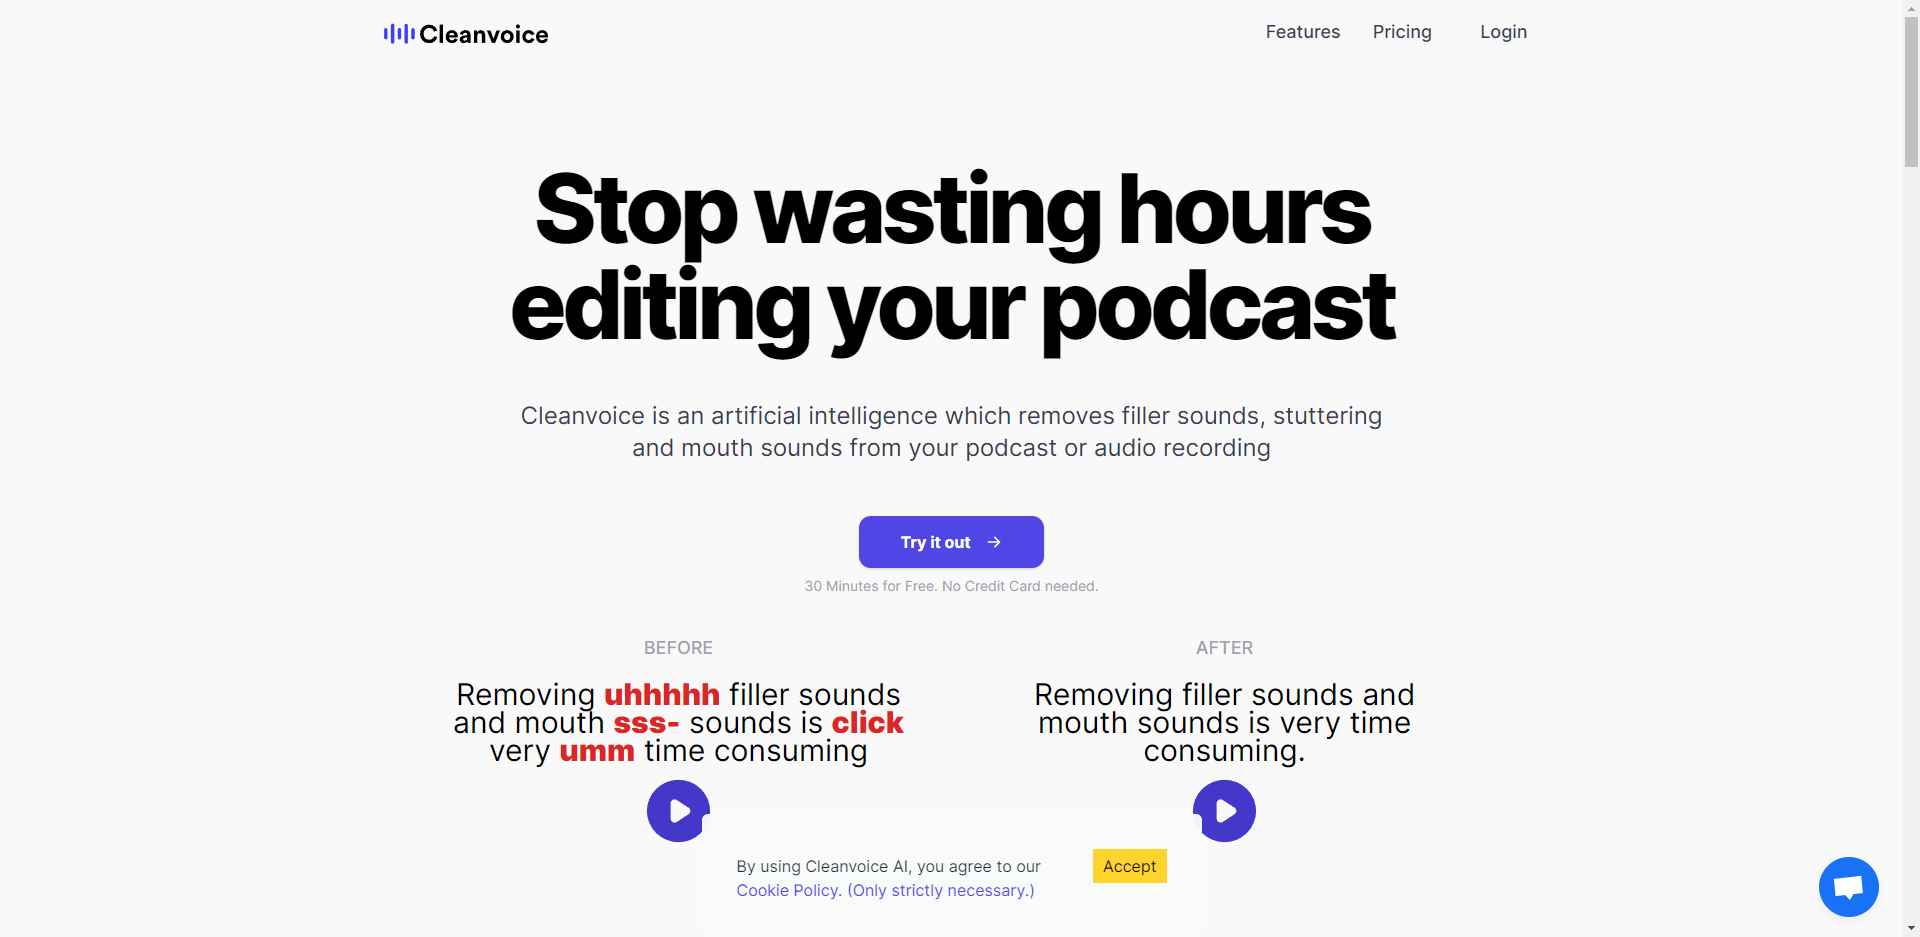 Cleanvoice
Features
Pricing
Login
Stop wasting hours
editing your podcast
Cleanvoice is an artificial intelligence which removes filler sounds, stuttering
and mouth sounds from your podcast or audio recording
Try it out →
30 Minutes for Free. No Credit Card needed.
BEFORE
Removing uhhhhh filler sounds
and mouth sss- sounds is click
very umm time consuming
AFTER
Removing filler sounds and
mouth sounds is very time
consuming.
By using Cleanvoice AI, you agree to our
Cookie Policy. (Only strictly necessary.)
Accept